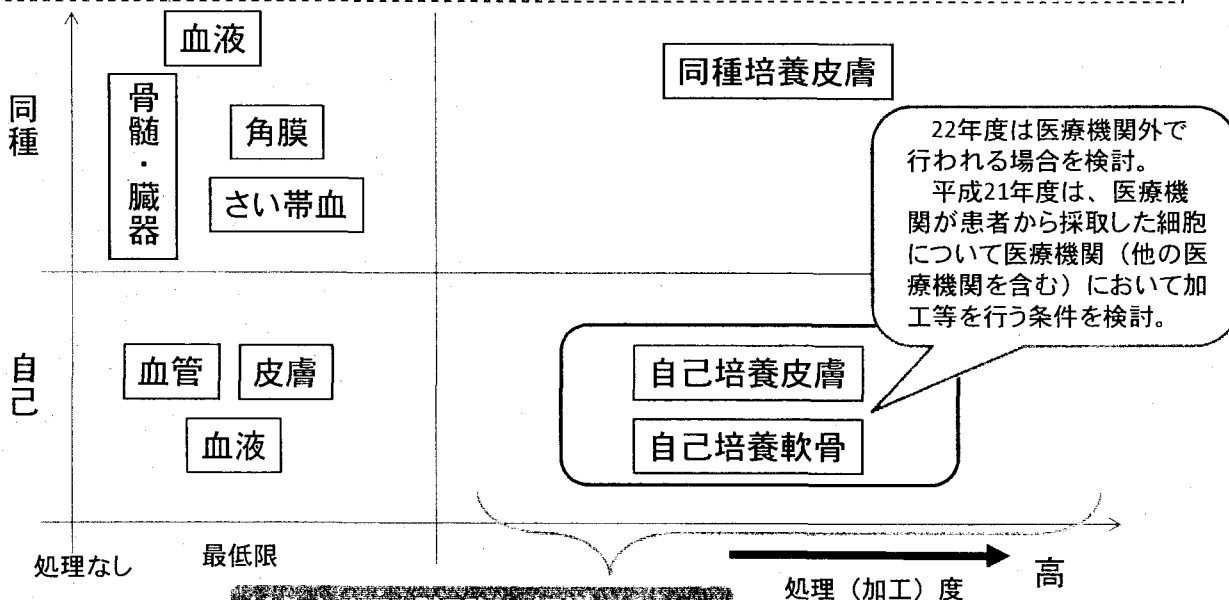 血液
同種培養皮膚
同種
骨髄・臓器
角膜
さい帯血
22年度は医療機関外で
行われる場合を検討。
平成21年度は、医療機
関が患者から採取した細胞
について医療機関（他の医
療機関を含む）において加
工等を行う条件を検討。
自己
血管
皮膚
血液
自己培養皮膚
自己培養軟骨
処理なし
最低限
処理（加工）度
高